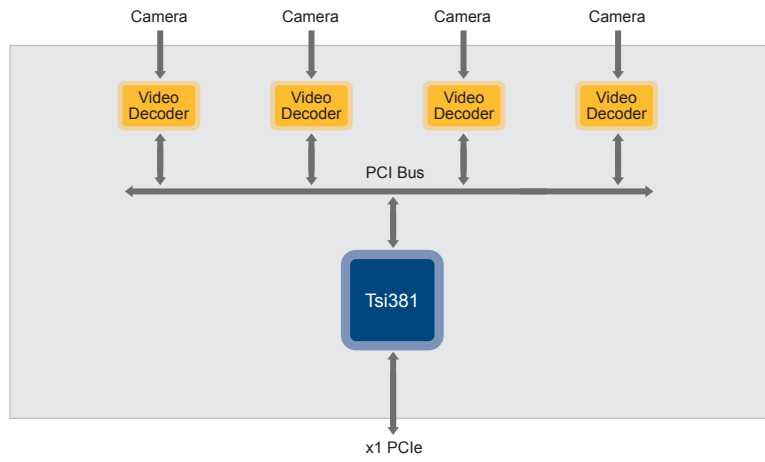 Camera Camera Camera Camera
Video Video Video Video
Decoder Decoder Decoder Decoder
PCI Bus
Tsi381
x1 PCIe